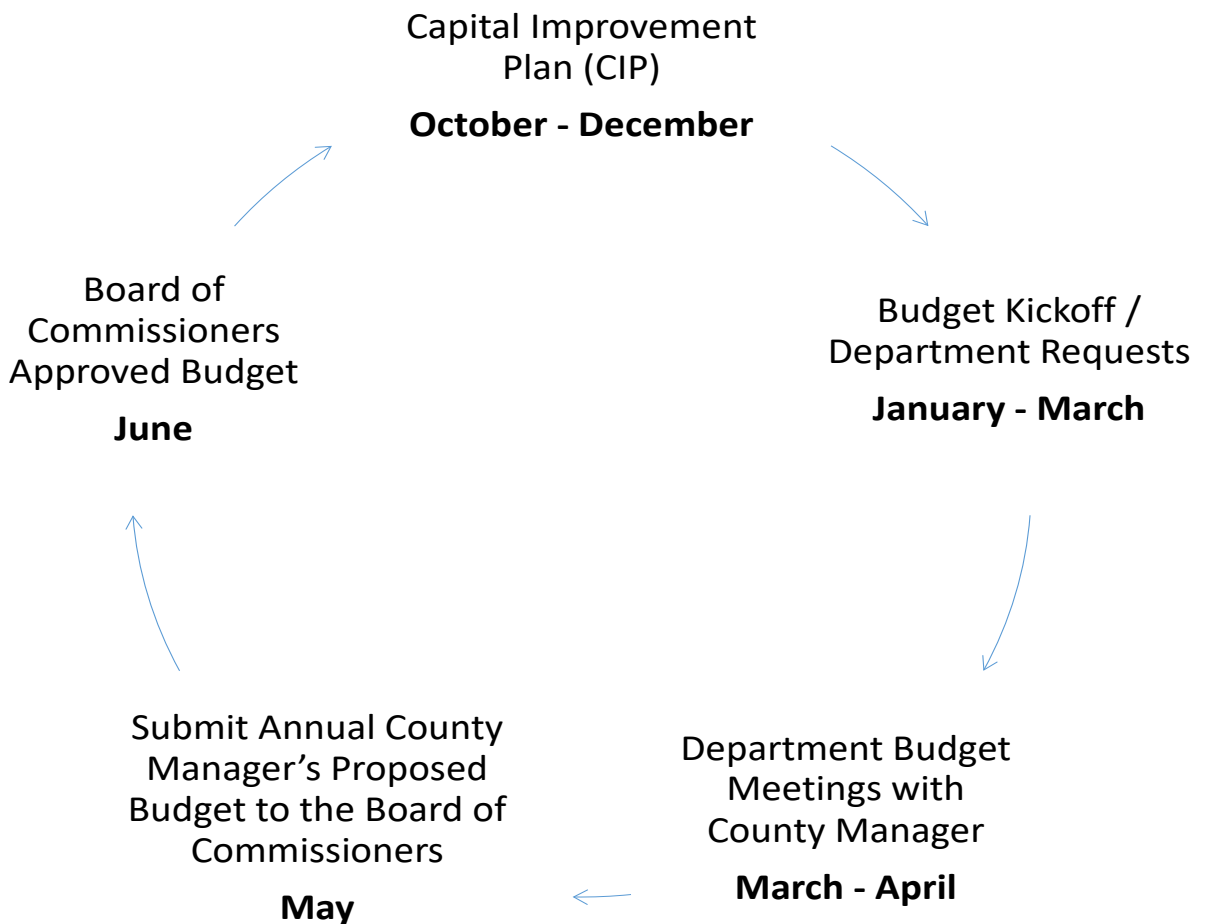 Capital Improvement
Plan (CIP)
October - December
Budget Kickoff /
Department Requests
January - March
Department Budget
Meetings with
County Manager
March - April
Submit Annual County
Manager’s Proposed
Budget to the Board of
Commissioners
May
Board of
Commissioners
Approved Budget
June